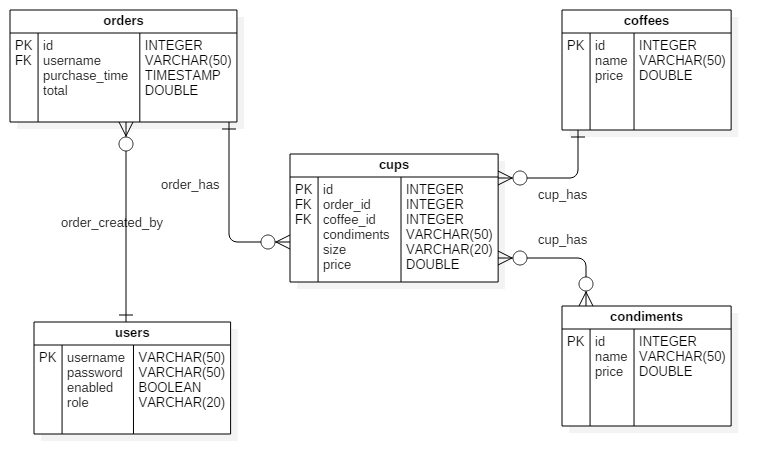 orders
PK id INTEGER
FK username VARCHAR(50)
purchase_time TIMESTAMP
total DOUBLE
coffees
PK id INTEGER
name VARCHAR(50)
price DOUBLE
order_has
cups
PK id INTEGER
FK order_id INTEGER
FK coffee_id INTEGER
condiments VARCHAR(50)
size VARCHAR(20)
price DOUBLE
cup_has
order_created_by
cup_has
users
PK username VARCHAR(50)
password VARCHAR(50)
enabled BOOLEAN
role VARCHAR(20)
condiments
PK id INTEGER
name VARCHAR(50)
price DOUBLE